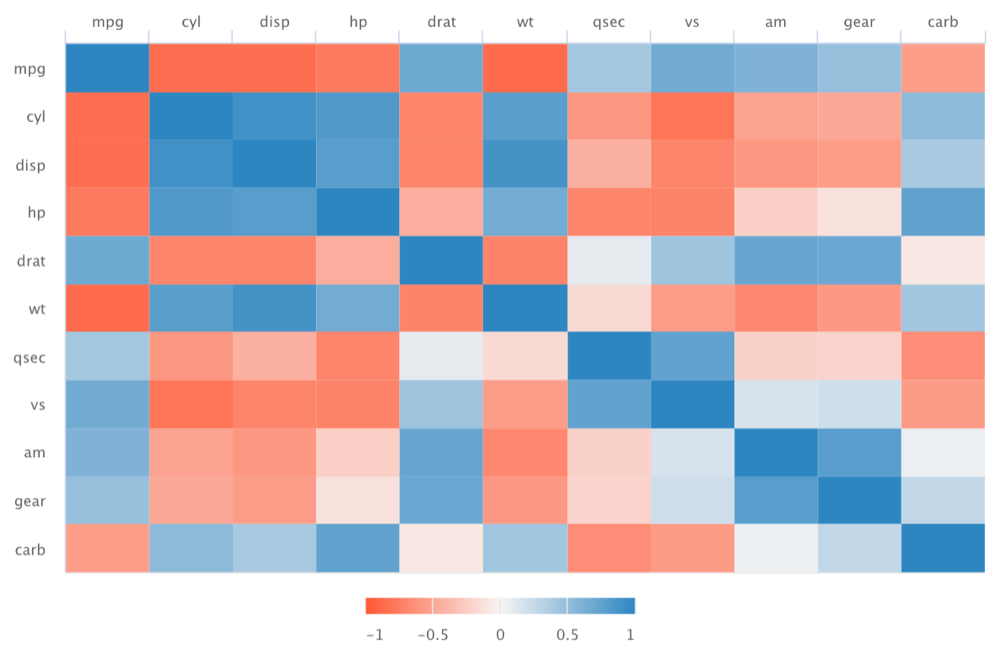 mpg cyl disp hp drat wt qsec vs am gear carb
mpg
cyl
disp
hp
drat
wt
qsec
vs
am
gear
carb
−1 −0.5 0 0.5 1